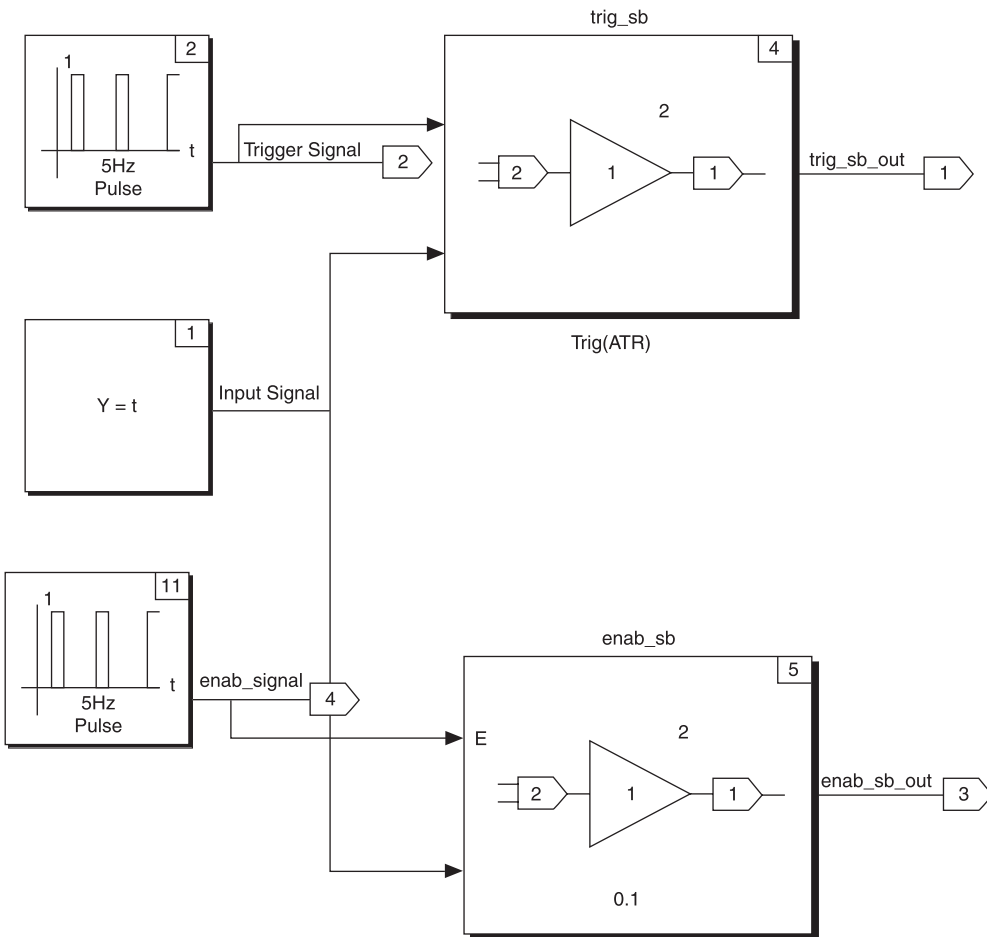 trig_sb
2
1
t
5Hz
Pulse
Trigger Signal
2
4
2
2
1
1
trig_sb_out
1
Trig(ATR)
1
Y = t
Input Signal
11
1
t
5Hz
Pulse
enab_signal
4
enab_sb
5
E
2
2
1
1
0.1
enab_sb_out
3